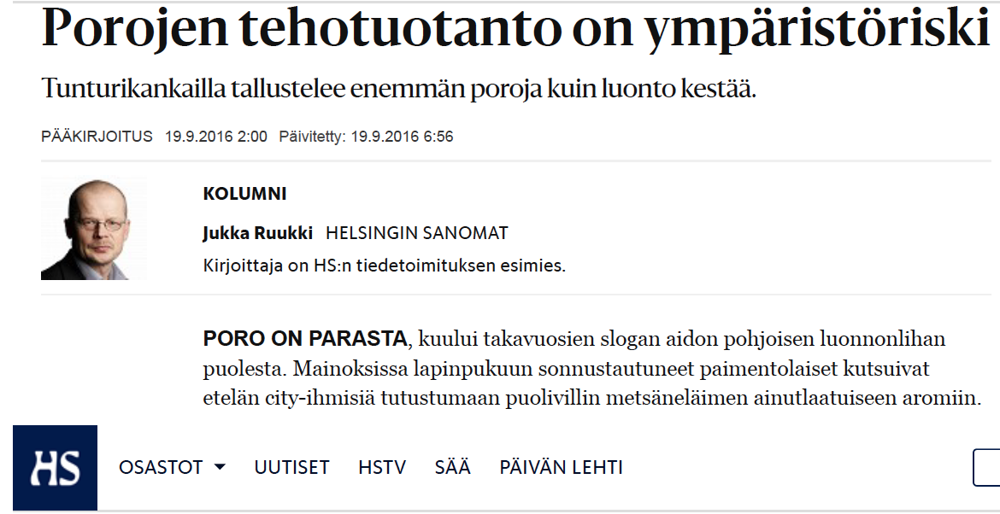 Porojen tehotuotanto on ympäristöriski
Tunturikankailla tallustelee enemmän poroja kuin luonto kestää.
PÄÄKIRJOITUS 19.9.2016 2:00 Päivitetty: 19.9.2016 6:56
KOLUMNI
Jukka Ruukki HELSINGIN SANOMAT
Kirjoittaja on HS:n tiedetoimituksen esimies.
PORO ON PARASTA, kuului takavuosien slogan aidon pohjoisen luonnonlihan
puolesta. Mainoksissa lapinpukuun sonnustautuneet paimentolaiset kutsuivat
etelän city-ihmisiä tutustumaan puolivillin metsäneläimen ainutlaatuiseen aromiin.
HS OSASTOT UUTISET HSTV SÄÄ PÄIVÄN LEHTI